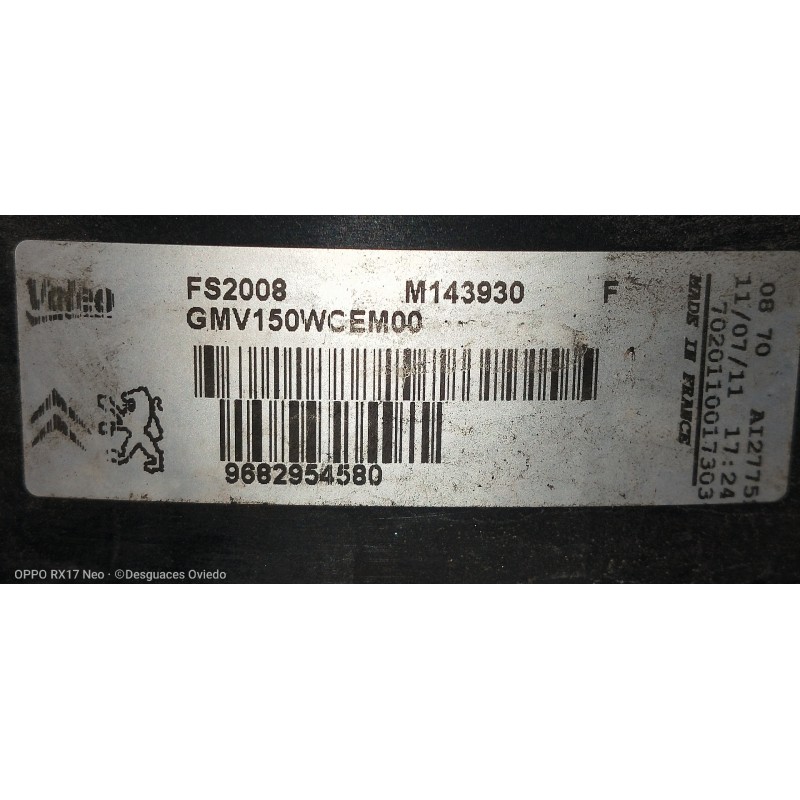 Valeo
FS2008 M143930 F
GMV150WCEM00
9682954580
MADE IN FRANCE
08 70 AI2775
11/07/11 17:24
7020110017303
OPPO RX17 Neo · ©Desguaces Oviedo